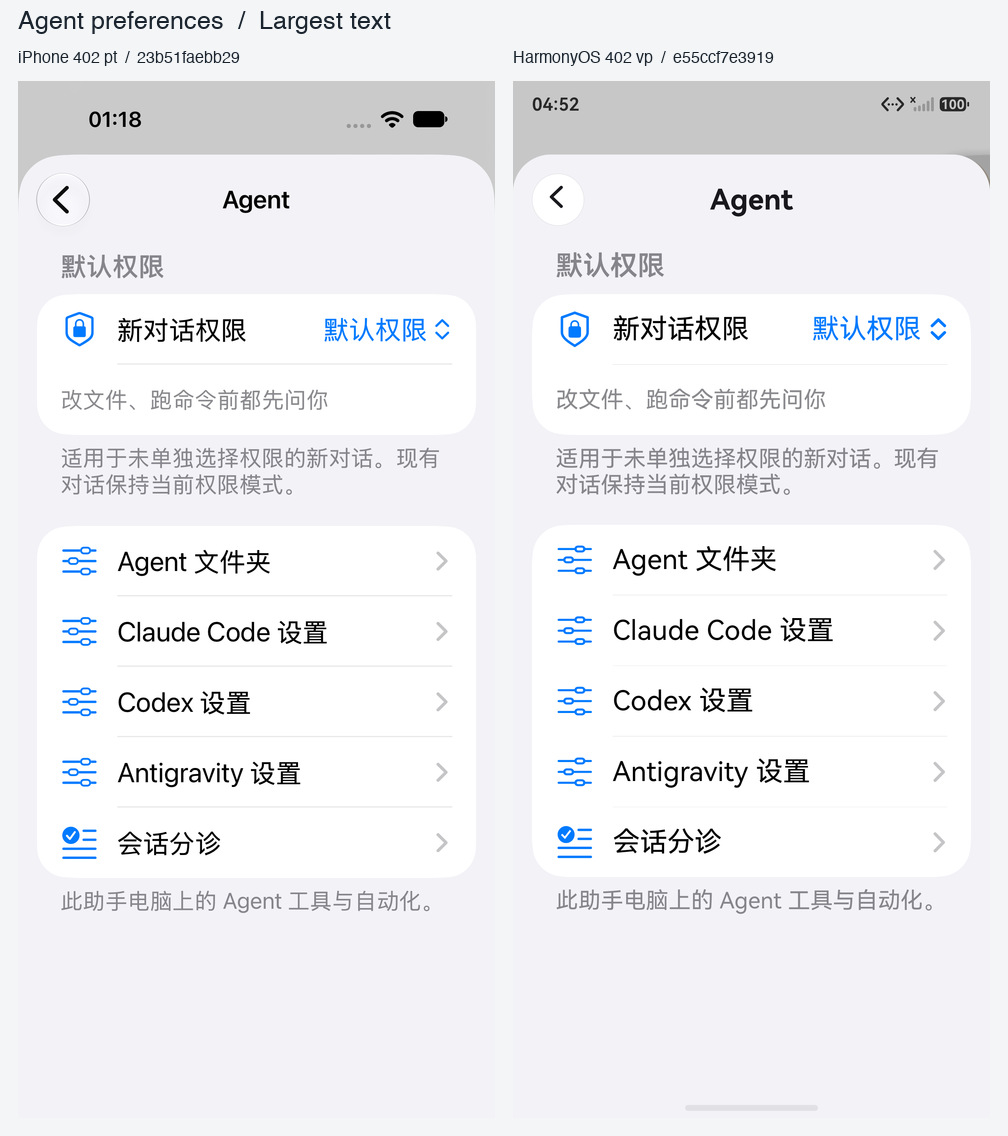 Agent preferences / Largest text
iPhone 402 pt / 23b51faebb29
01:18
Agent
默认权限
新对话权限 默认权限
改文件、跑命令前都先问你
适用于未单独选择权限的新对话。现有
对话保持当前权限模式。
Agent 文件夹
Claude Code 设置
Codex 设置
Antigravity 设置
会话分诊
此助手电脑上的 Agent 工具与自动化。
HarmonyOS 402 vp / e55ccf7e3919
04:52 100
Agent
默认权限
新对话权限 默认权限
改文件、跑命令前都先问你
适用于未单独选择权限的新对话。现有
对话保持当前权限模式。
Agent 文件夹
Claude Code 设置
Codex 设置
Antigravity 设置
会话分诊
此助手电脑上的 Agent 工具与自动化。